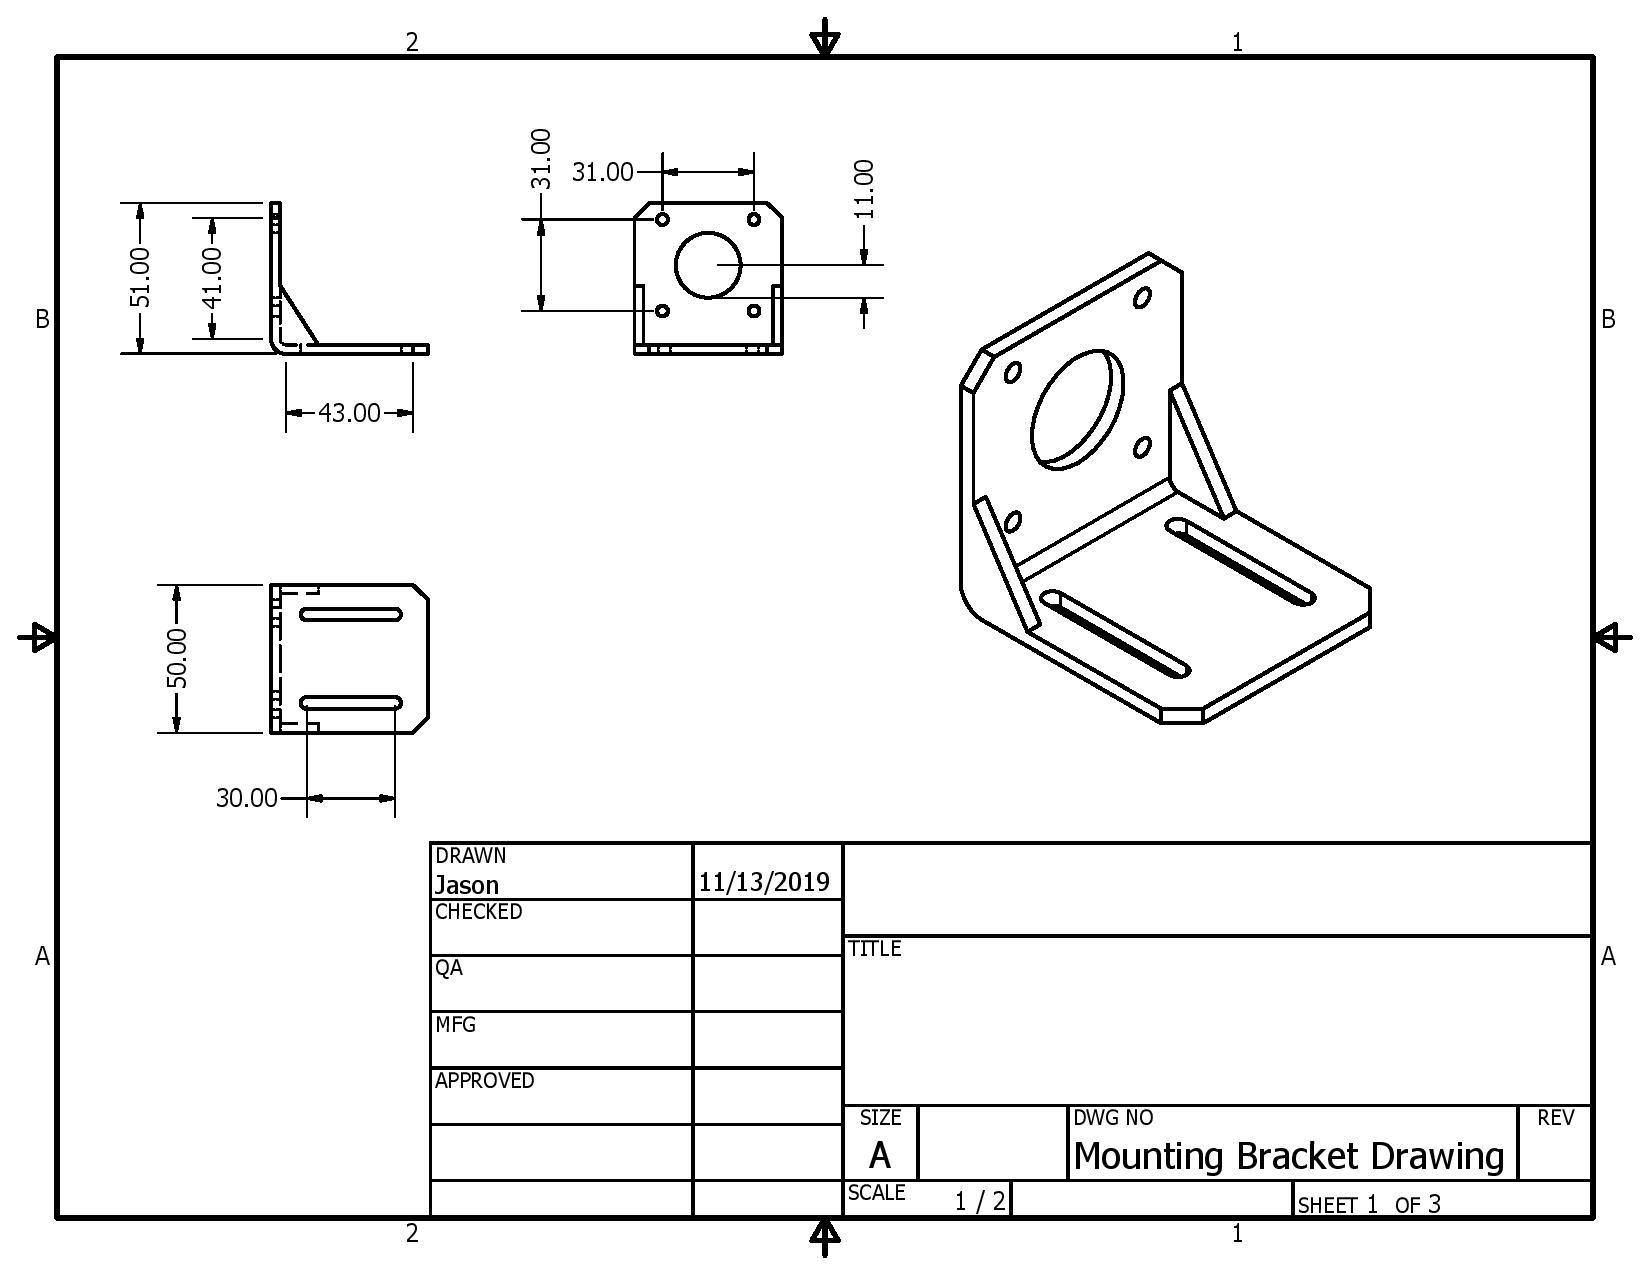 2
1
31.00
31.00
11.00
51.00
41.00
B
B
43.00
50.00
30.00
DRAWN
Jason
11/13/2019
CHECKED
QA
MFG
APPROVED
TITLE
A
A
SIZE
A
DWG NO
Mounting Bracket Drawing
REV
SCALE
1 / 2
SHEET 1 OF 3
2
1